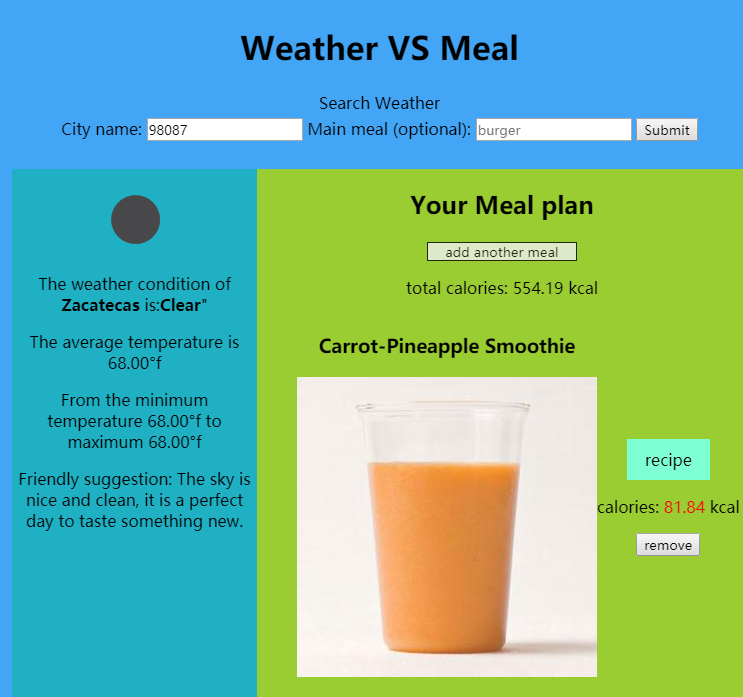 Weather VS Meal
Search Weather
City name: 98087 Main meal (optional): burger Submit
The weather condition of
Zacatecas is:Clear"
The average temperature is
68.00°f
From the minimum
temperature 68.00°f to
maximum 68.00°f
Friendly suggestion: The sky is
nice and clean, it is a perfect
day to taste something new.
Your Meal plan
add another meal
total calories: 554.19 kcal
Carrot-Pineapple Smoothie
recipe
calories: 81.84 kcal
remove